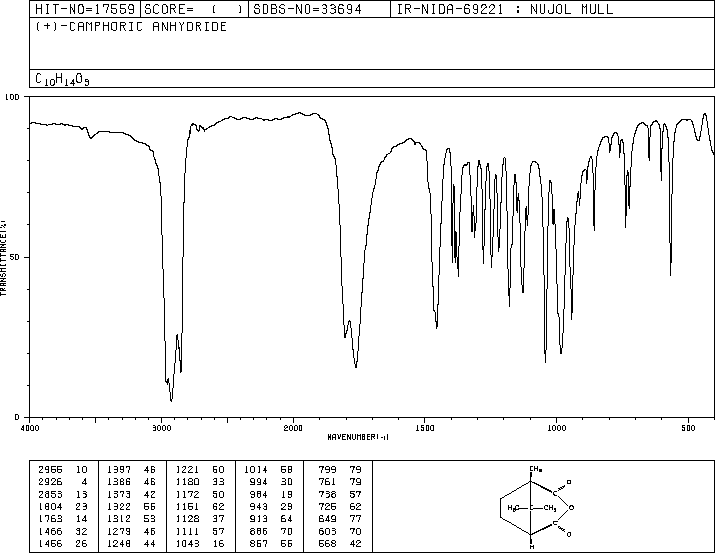 HIT-NO=17559 SCORE= ( ) SDBS-NO=33694 IR-NIDA-69221 : NUJOL MULL
(+)-CAMPHORIC ANHYDRIDE
C10H14O3
100
50
0
TRANSMITTANCE(%)
4000 3000 2000 1500 1000 500
WAVENUMBER(-1)
2966 10 1397 46 1221 60 1014 68 799 79
2926 4 1386 46 1180 33 994 30 761 79
2853 13 1373 42 1172 50 984 19 738 57
1804 23 1322 56 1151 62 943 29 725 62
1763 14 1312 53 1128 37 913 64 649 77
1466 32 1279 46 1111 57 886 70 603 70
1456 26 1248 44 1043 16 857 56 568 42
CH3
O
H3C C CH3
O
O
H